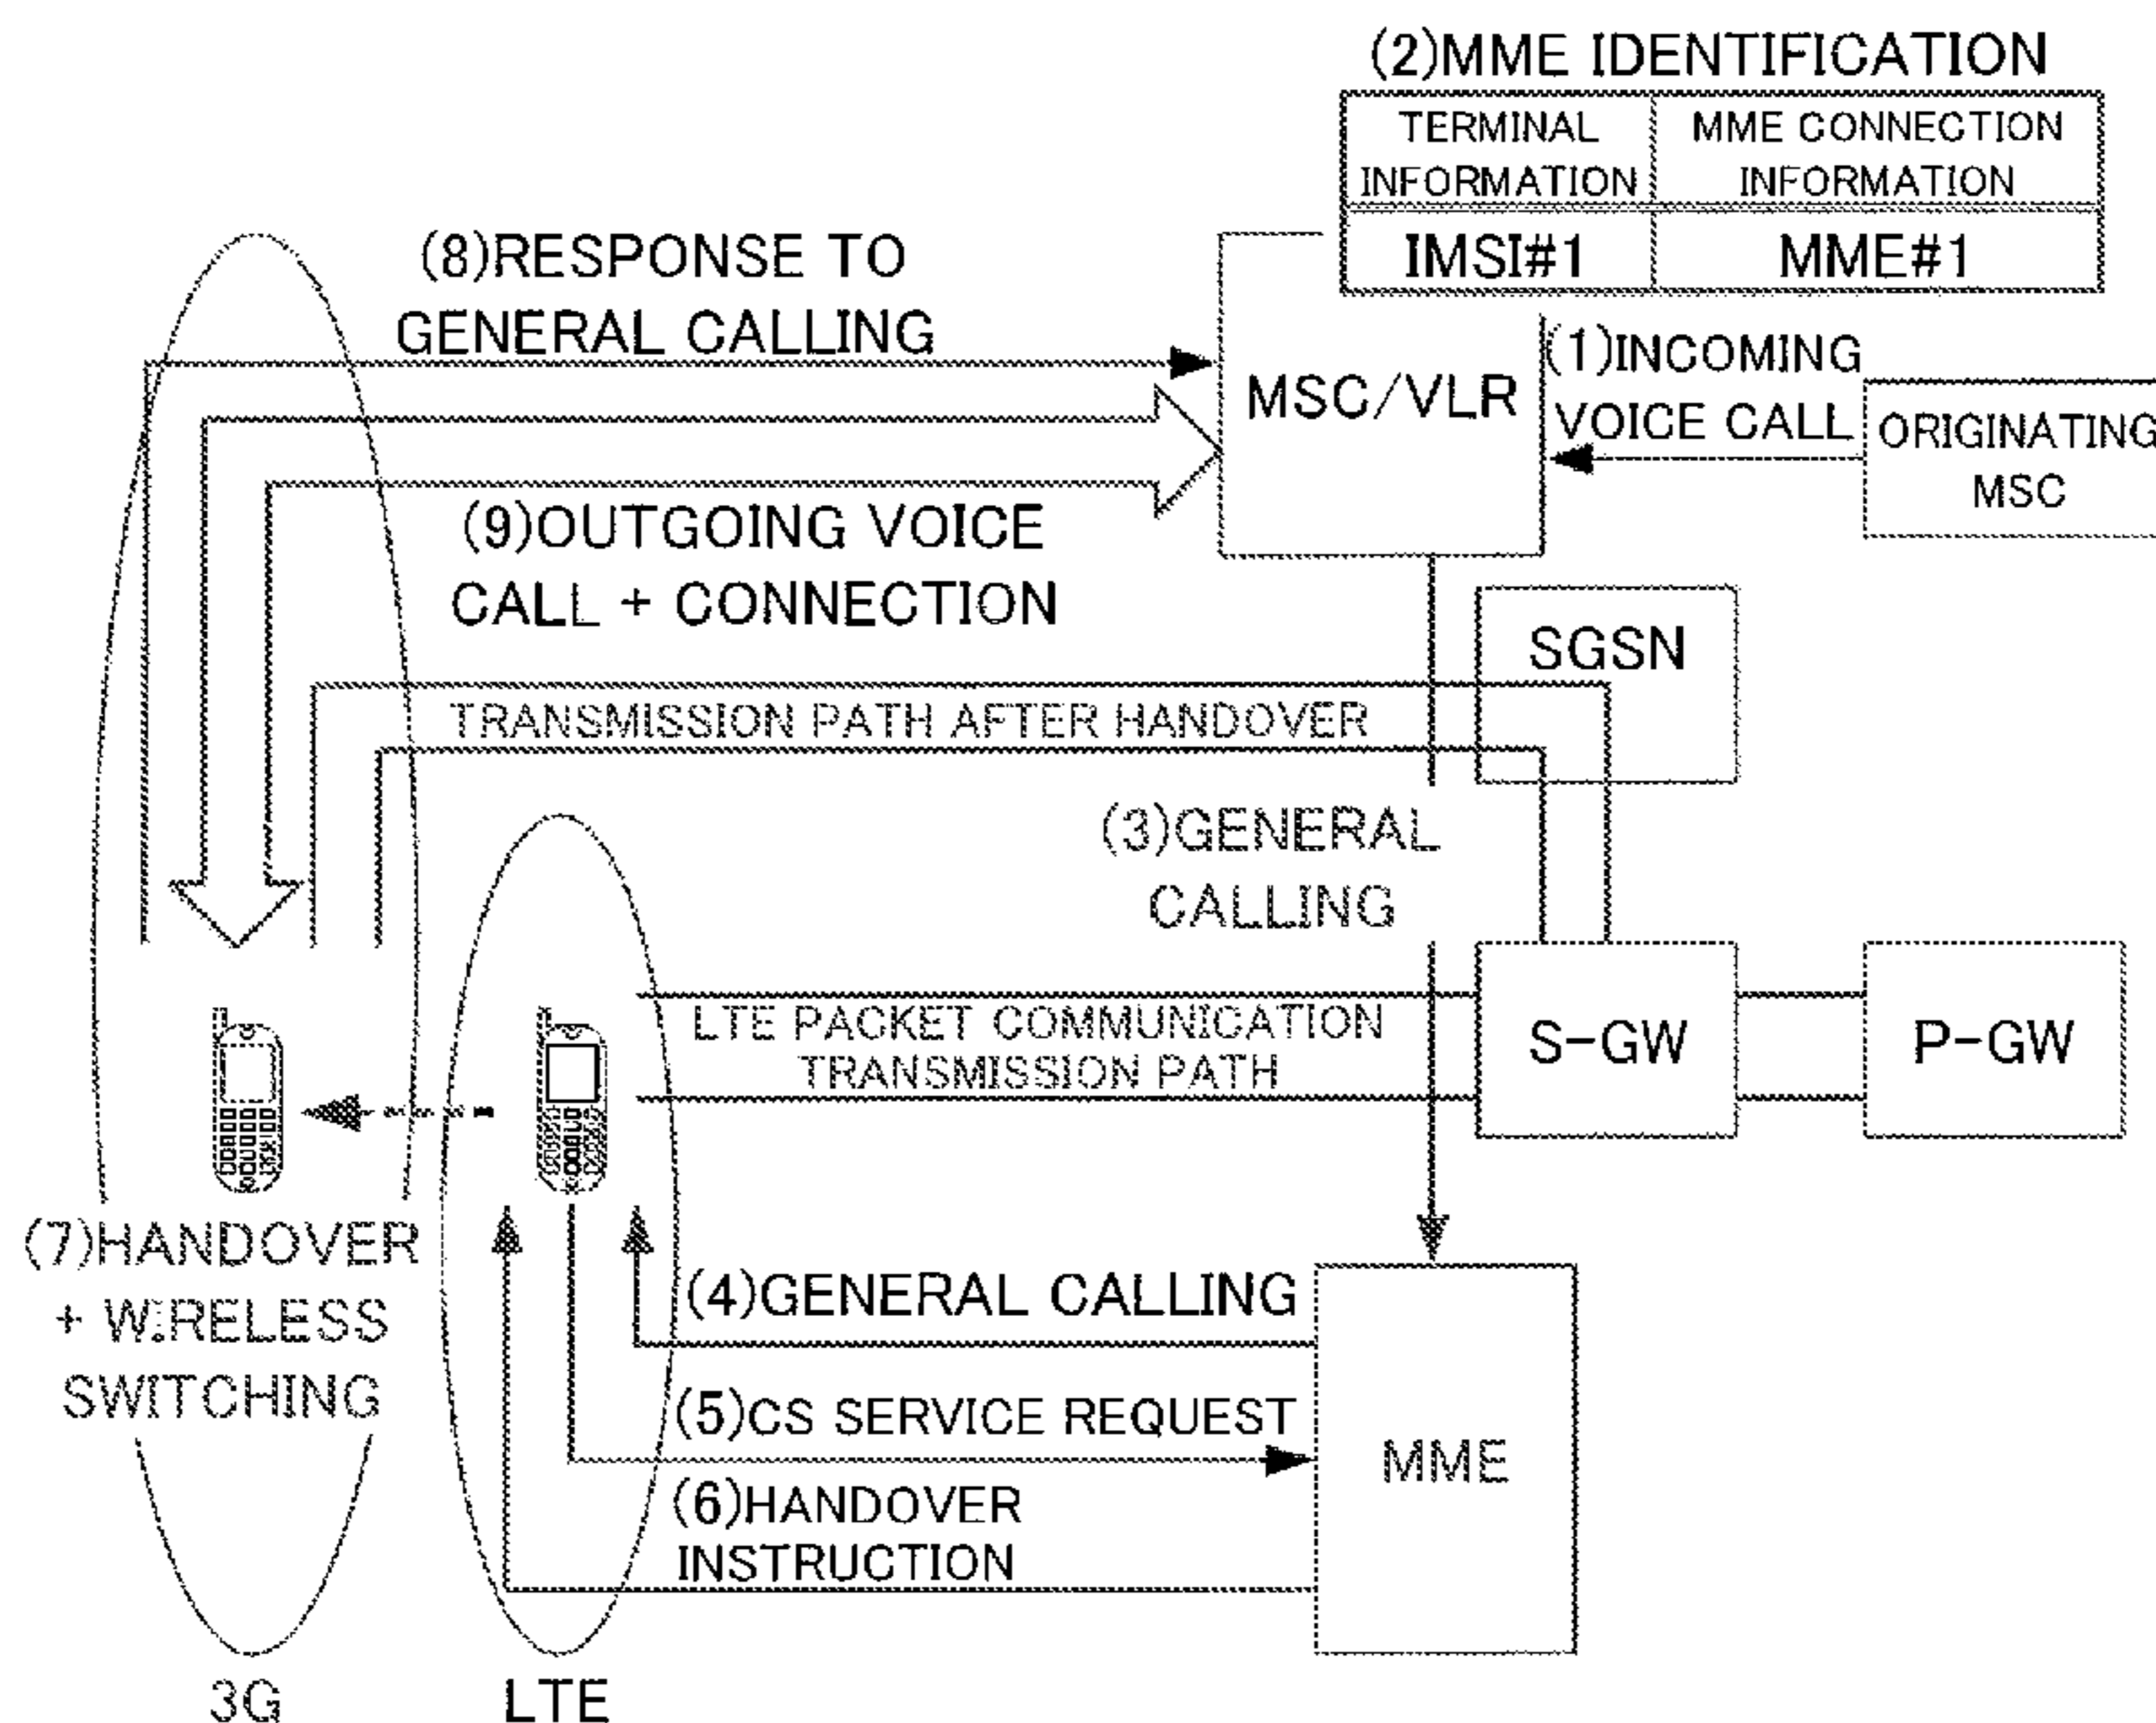 (2)MME IDENTIFICATION
TERMINAL
INFORMATION
MME CONNECTION
INFORMATION
IMSI#1
MME#1
(8)RESPONSE TO
GENERAL CALLING
MSC/VLR
(1)INCOMING
VOICE CALL
ORIGINATING
MSC
(9)OUTGOING VOICE
CALL + CONNECTION
SGSN
TRANSMISSION PATH AFTER HANDOVER
(3)GENERAL
CALLING
LTE PACKET COMMUNICATION
TRANSMISSION PATH
S-GW
P-GW
(7)HANDOVER
+ WIRELESS
SWITCHING
(4)GENERAL CALLING
(5)CS SERVICE REQUEST
(6)HANDOVER
INSTRUCTION
MME
3G
LTE